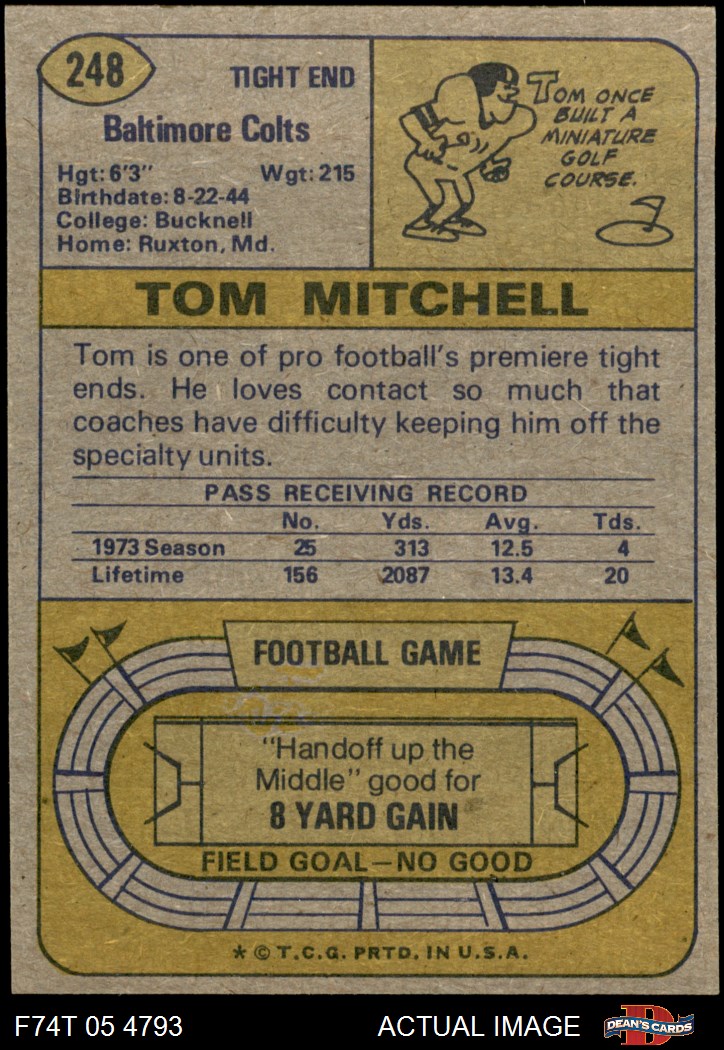 248
TIGHT END
Baltimore Colts
Hgt: 6'3" Wgt: 215
Birthdate: 8-22-44
College: Bucknell
Home: Ruxton, Md.
TOM ONCE
BUILT A
MINIATURE
GOLF
COURSE.
TOM MITCHELL
Tom is one of pro football's premiere tight
ends. He loves contact so much that
coaches have difficulty keeping him off the
specialty units.
PASS RECEIVING RECORD
No. Yds. Avg. Tds.
1973 Season 25 313 12.5 4
Lifetime 156 2087 13.4 20
FOOTBALL GAME
"Handoff up the
Middle" good for
8 YARD GAIN
FIELD GOAL—NO GOOD
* © T.C.G. PRTD. IN U.S.A.
F74T 05 4793 ACTUAL IMAGE
D
DEAN'S CARDS